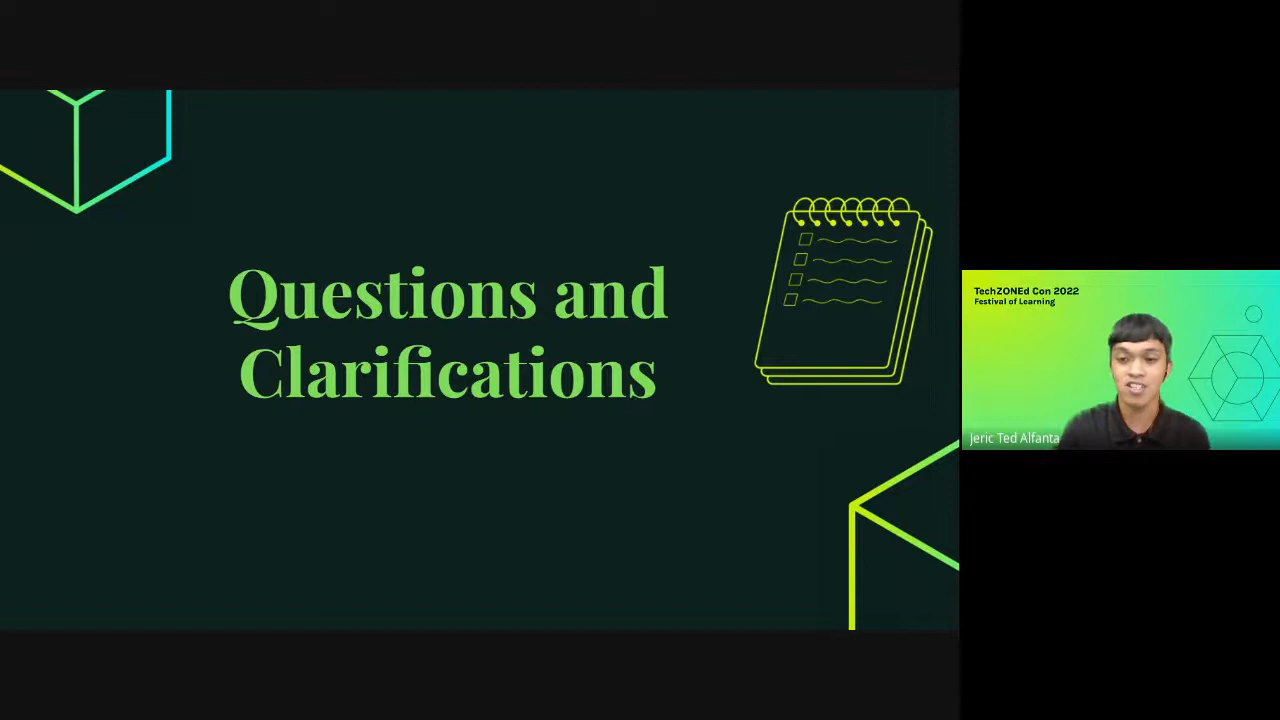 Questions and
Clarifications
TechZONEd Con 2022
Festival of Learning
Jeric Ted Alfanta